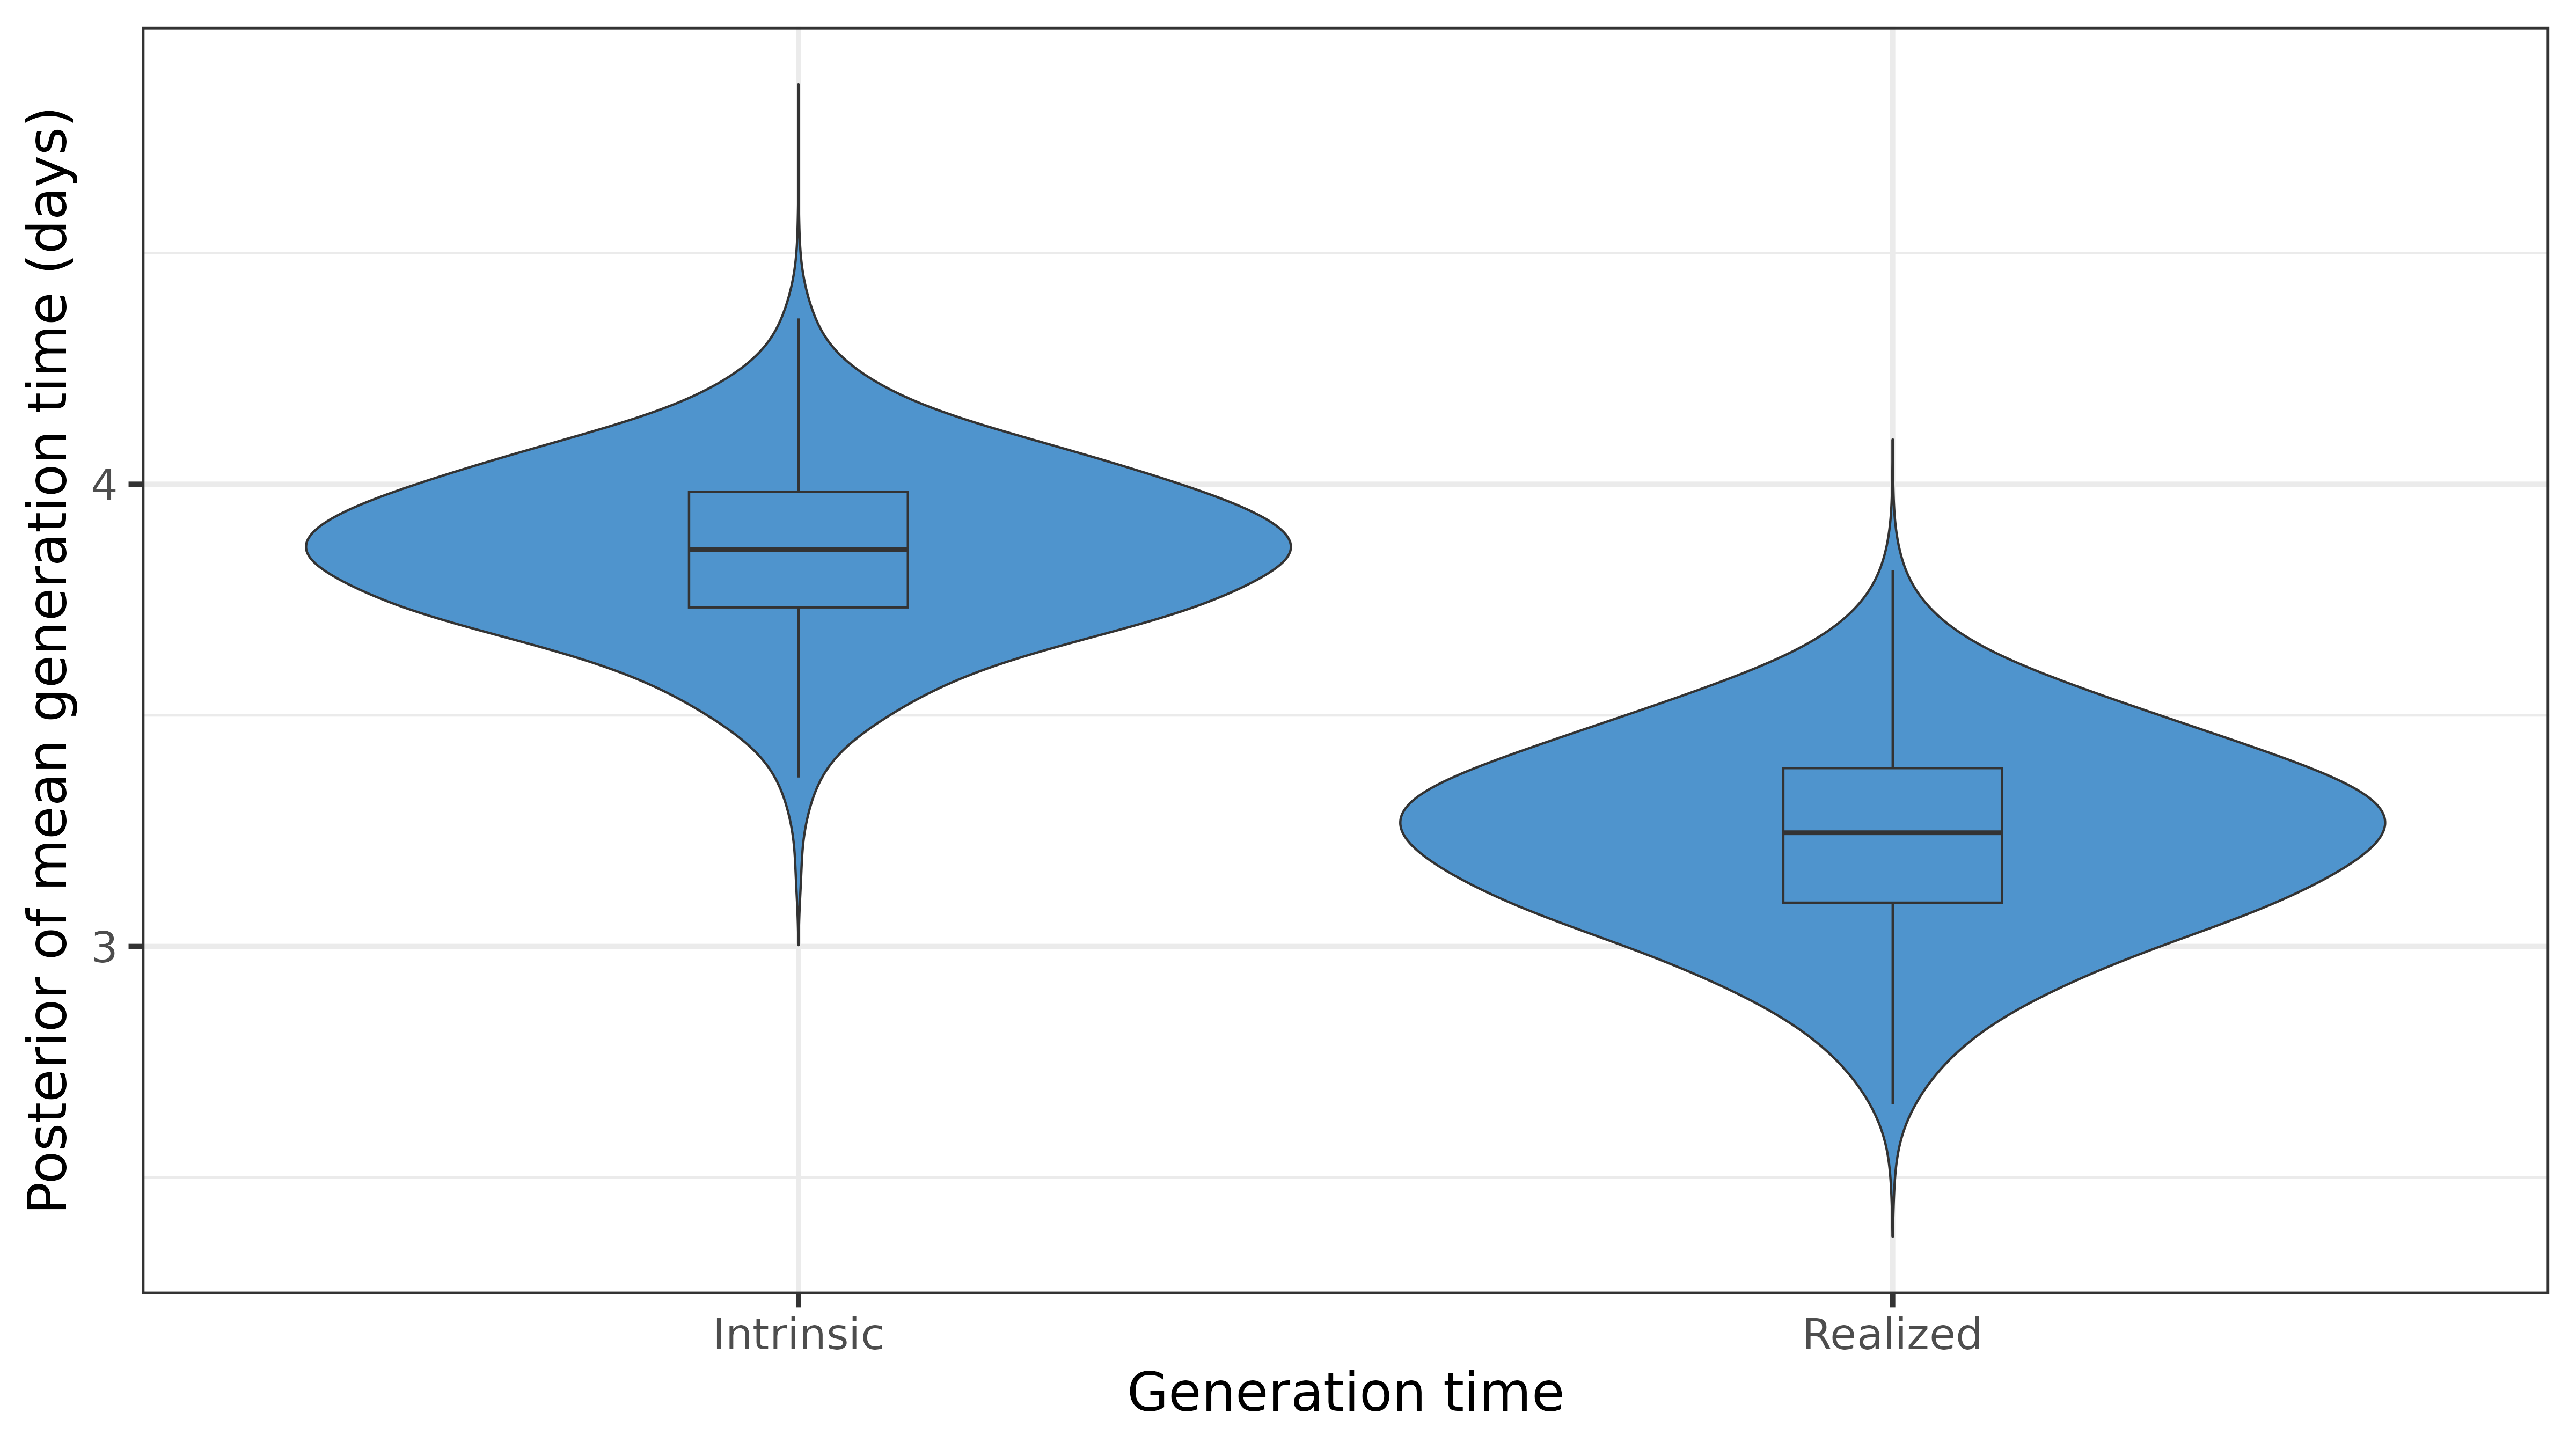 Posterior of mean generation time (days)
4
3
Intrinsic
Realized
Generation time